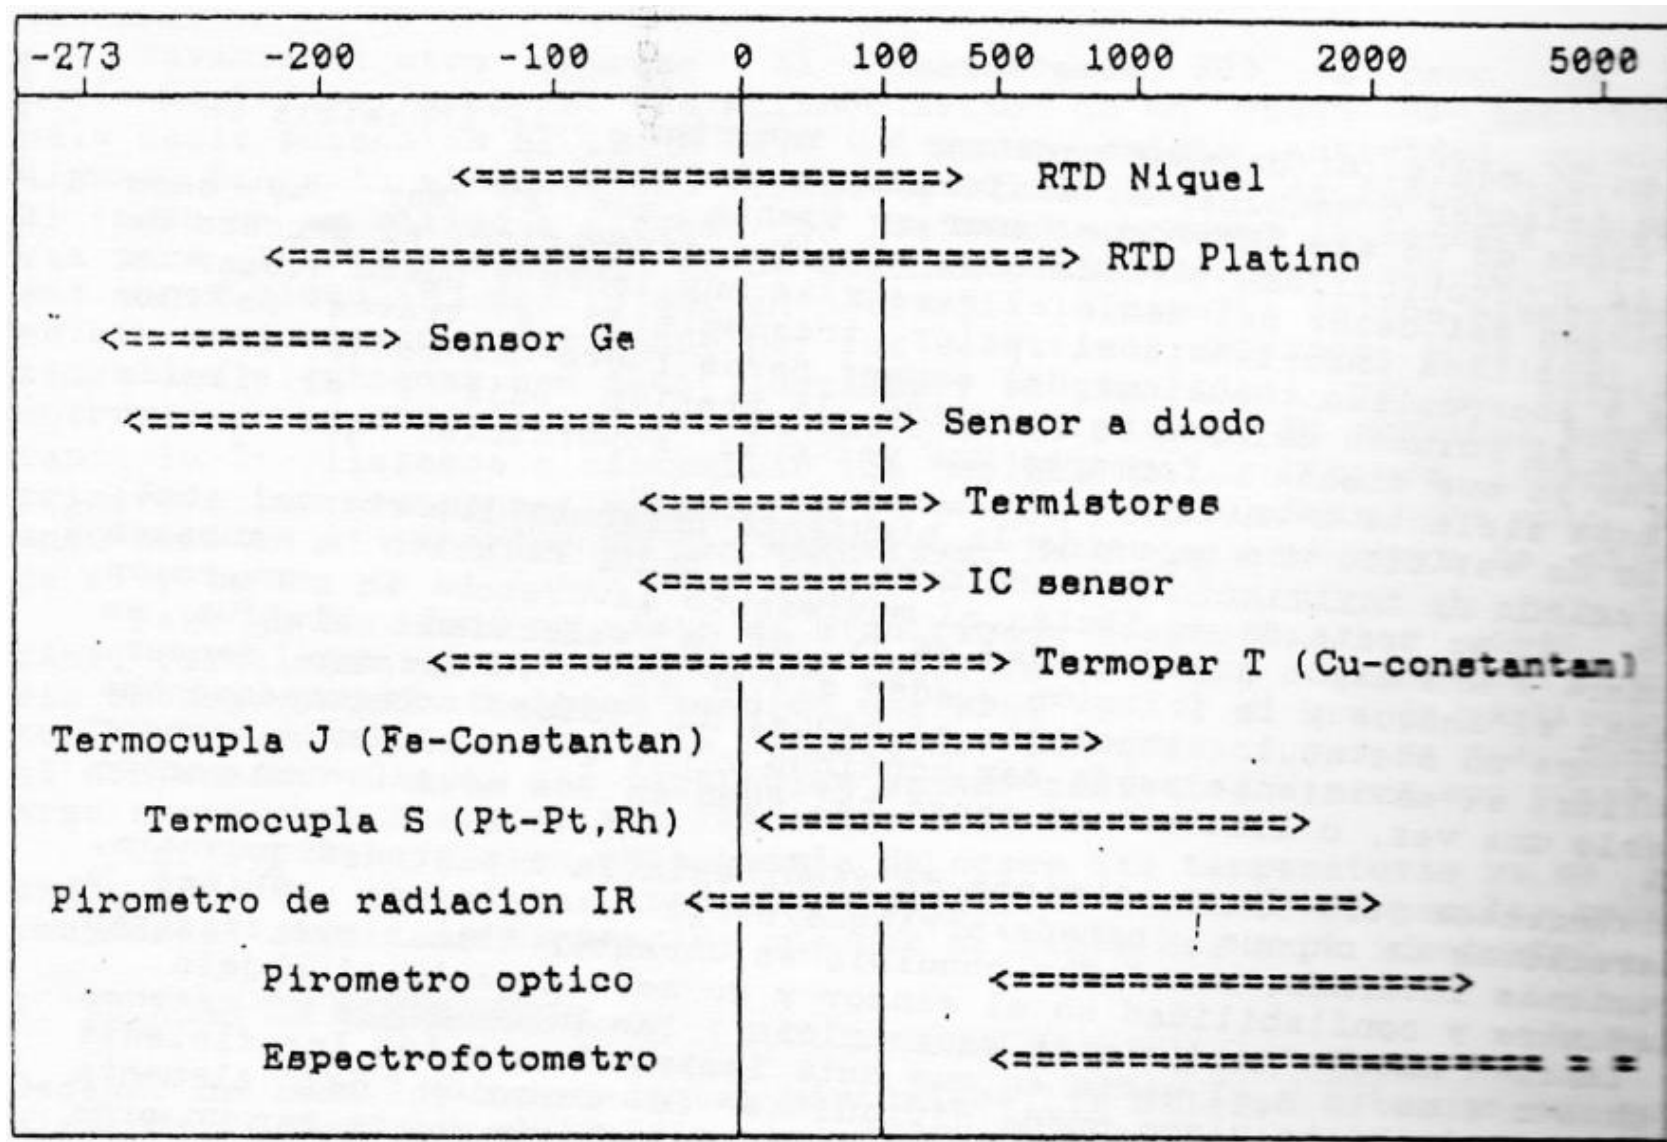 -273 -200 -100 0 100 500 1000 2000 5000
<====================> RTD Niquel
<==================================> RTD Platino
<===========> Sensor Ge
<================================> Sensor a diodo
<===========> Termistores
<===========> IC sensor
<=======================> Termopar T (Cu-constantan)
Termocupla J (Fe-Constantan) <=============>
Termocupla S (Pt-Pt,Rh) <======================>
Pirometro de radiacion IR <============================>
Pirometro optico <===================>
Espectrofotometro <======================= = =